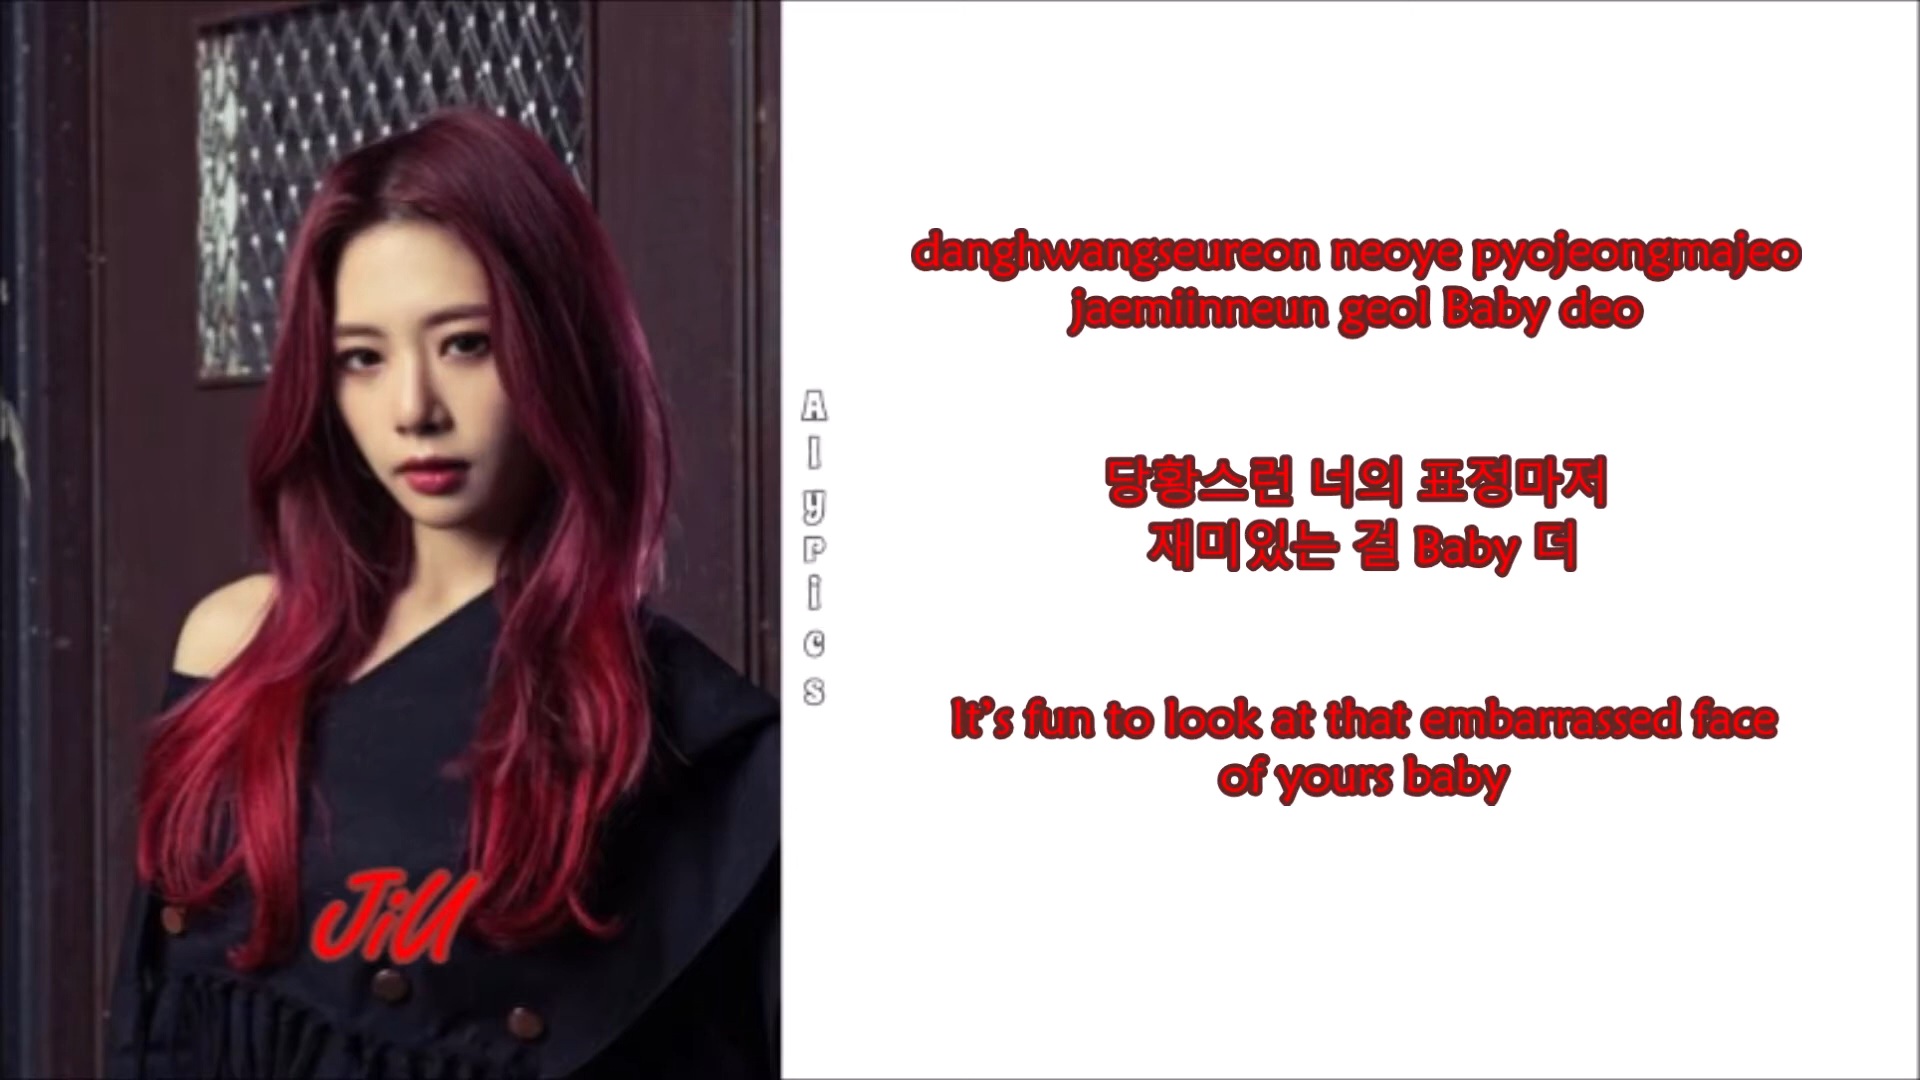 danghwangseureon neoye pyojeongmajeo
jaemiinneun geol Baby deo
당황스런 너의 표정마저
재미있는 걸 Baby 더
It's fun to look at that embarrassed face
of yours baby
Alypics
JiU